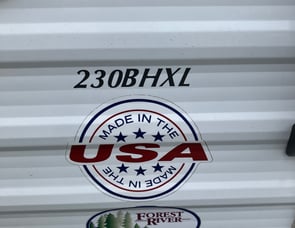 230BHXL
MADE IN THE
USA
MADE IN THE
FOREST
RIVER